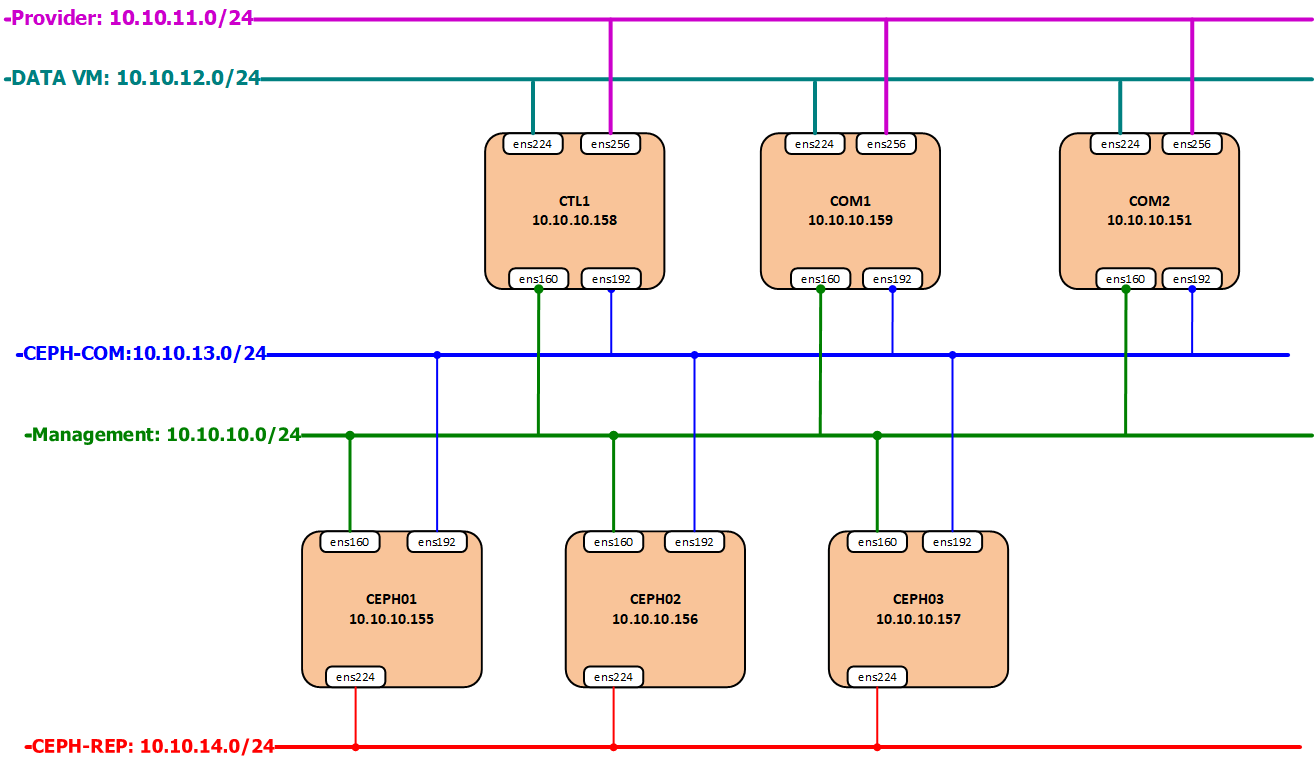 Provider: 10.10.11.0/24
DATA VM: 10.10.12.0/24
ens224 ens256 ens224 ens256 ens224 ens256
CTL1 COM1 COM2
10.10.10.158 10.10.10.159 10.10.10.151
ens160 ens192 ens160 ens192 ens160 ens192
CEPH-COM:10.10.13.0/24
Management: 10.10.10.0/24
ens160 ens192 ens160 ens192 ens160 ens192
CEPH01 CEPH02 CEPH03
10.10.10.155 10.10.10.156 10.10.10.157
ens224 ens224 ens224
CEPH-REP: 10.10.14.0/24